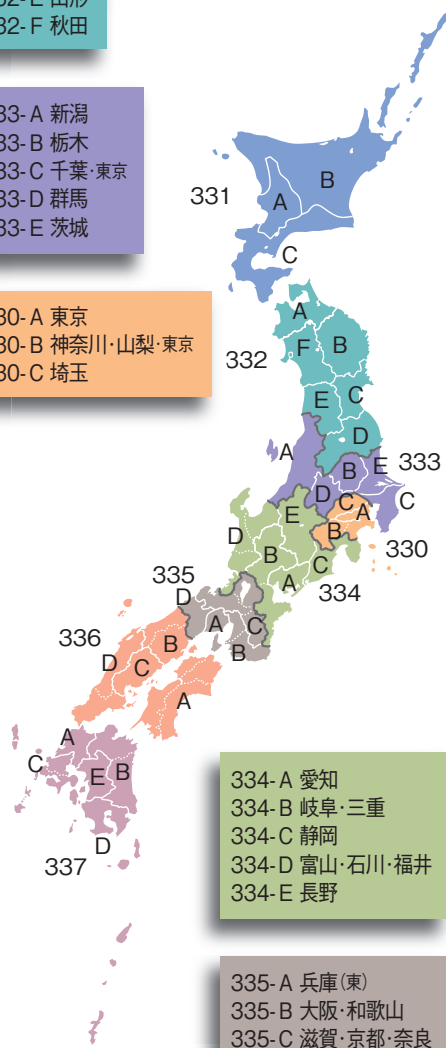 32-E 山形
32-F 秋田
33-A 新潟
33-B 栃木
33-C 千葉・東京
33-D 群馬
33-E 茨城
30-A 東京
30-B 神奈川・山梨・東京
30-C 埼玉
331
B
A
C
332
A
F
B
E
C
D
333
A
B
E
D
C
330
C
A
B
334
D
E
B
C
A
335
D
A
C
B
336
B
D
C
A
337
A
C
E
B
D
334-A 愛知
334-B 岐阜・三重
334-C 静岡
334-D 富山・石川・福井
334-E 長野
335-A 兵庫(東)
335-B 大阪・和歌山
335-C 滋賀・京都・奈良